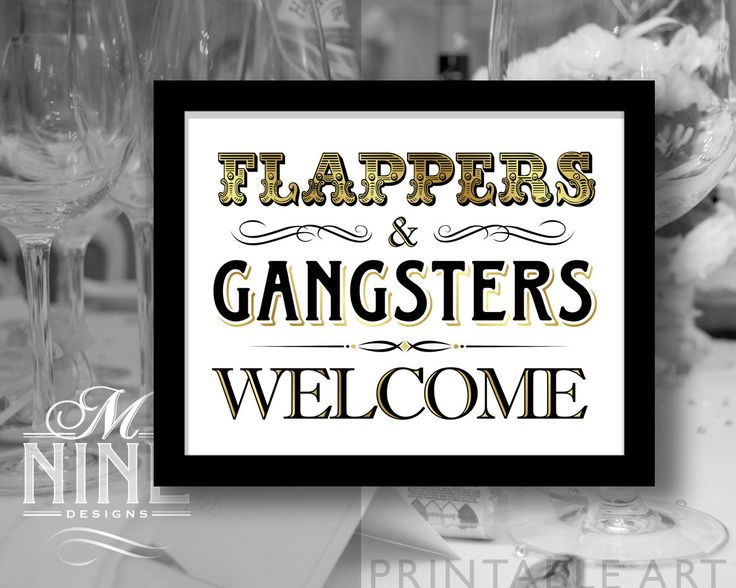 FLAPPERS
&
GANGSTERS
WELCOME
M
NINE
DESIGNS
PRINTABLE ART